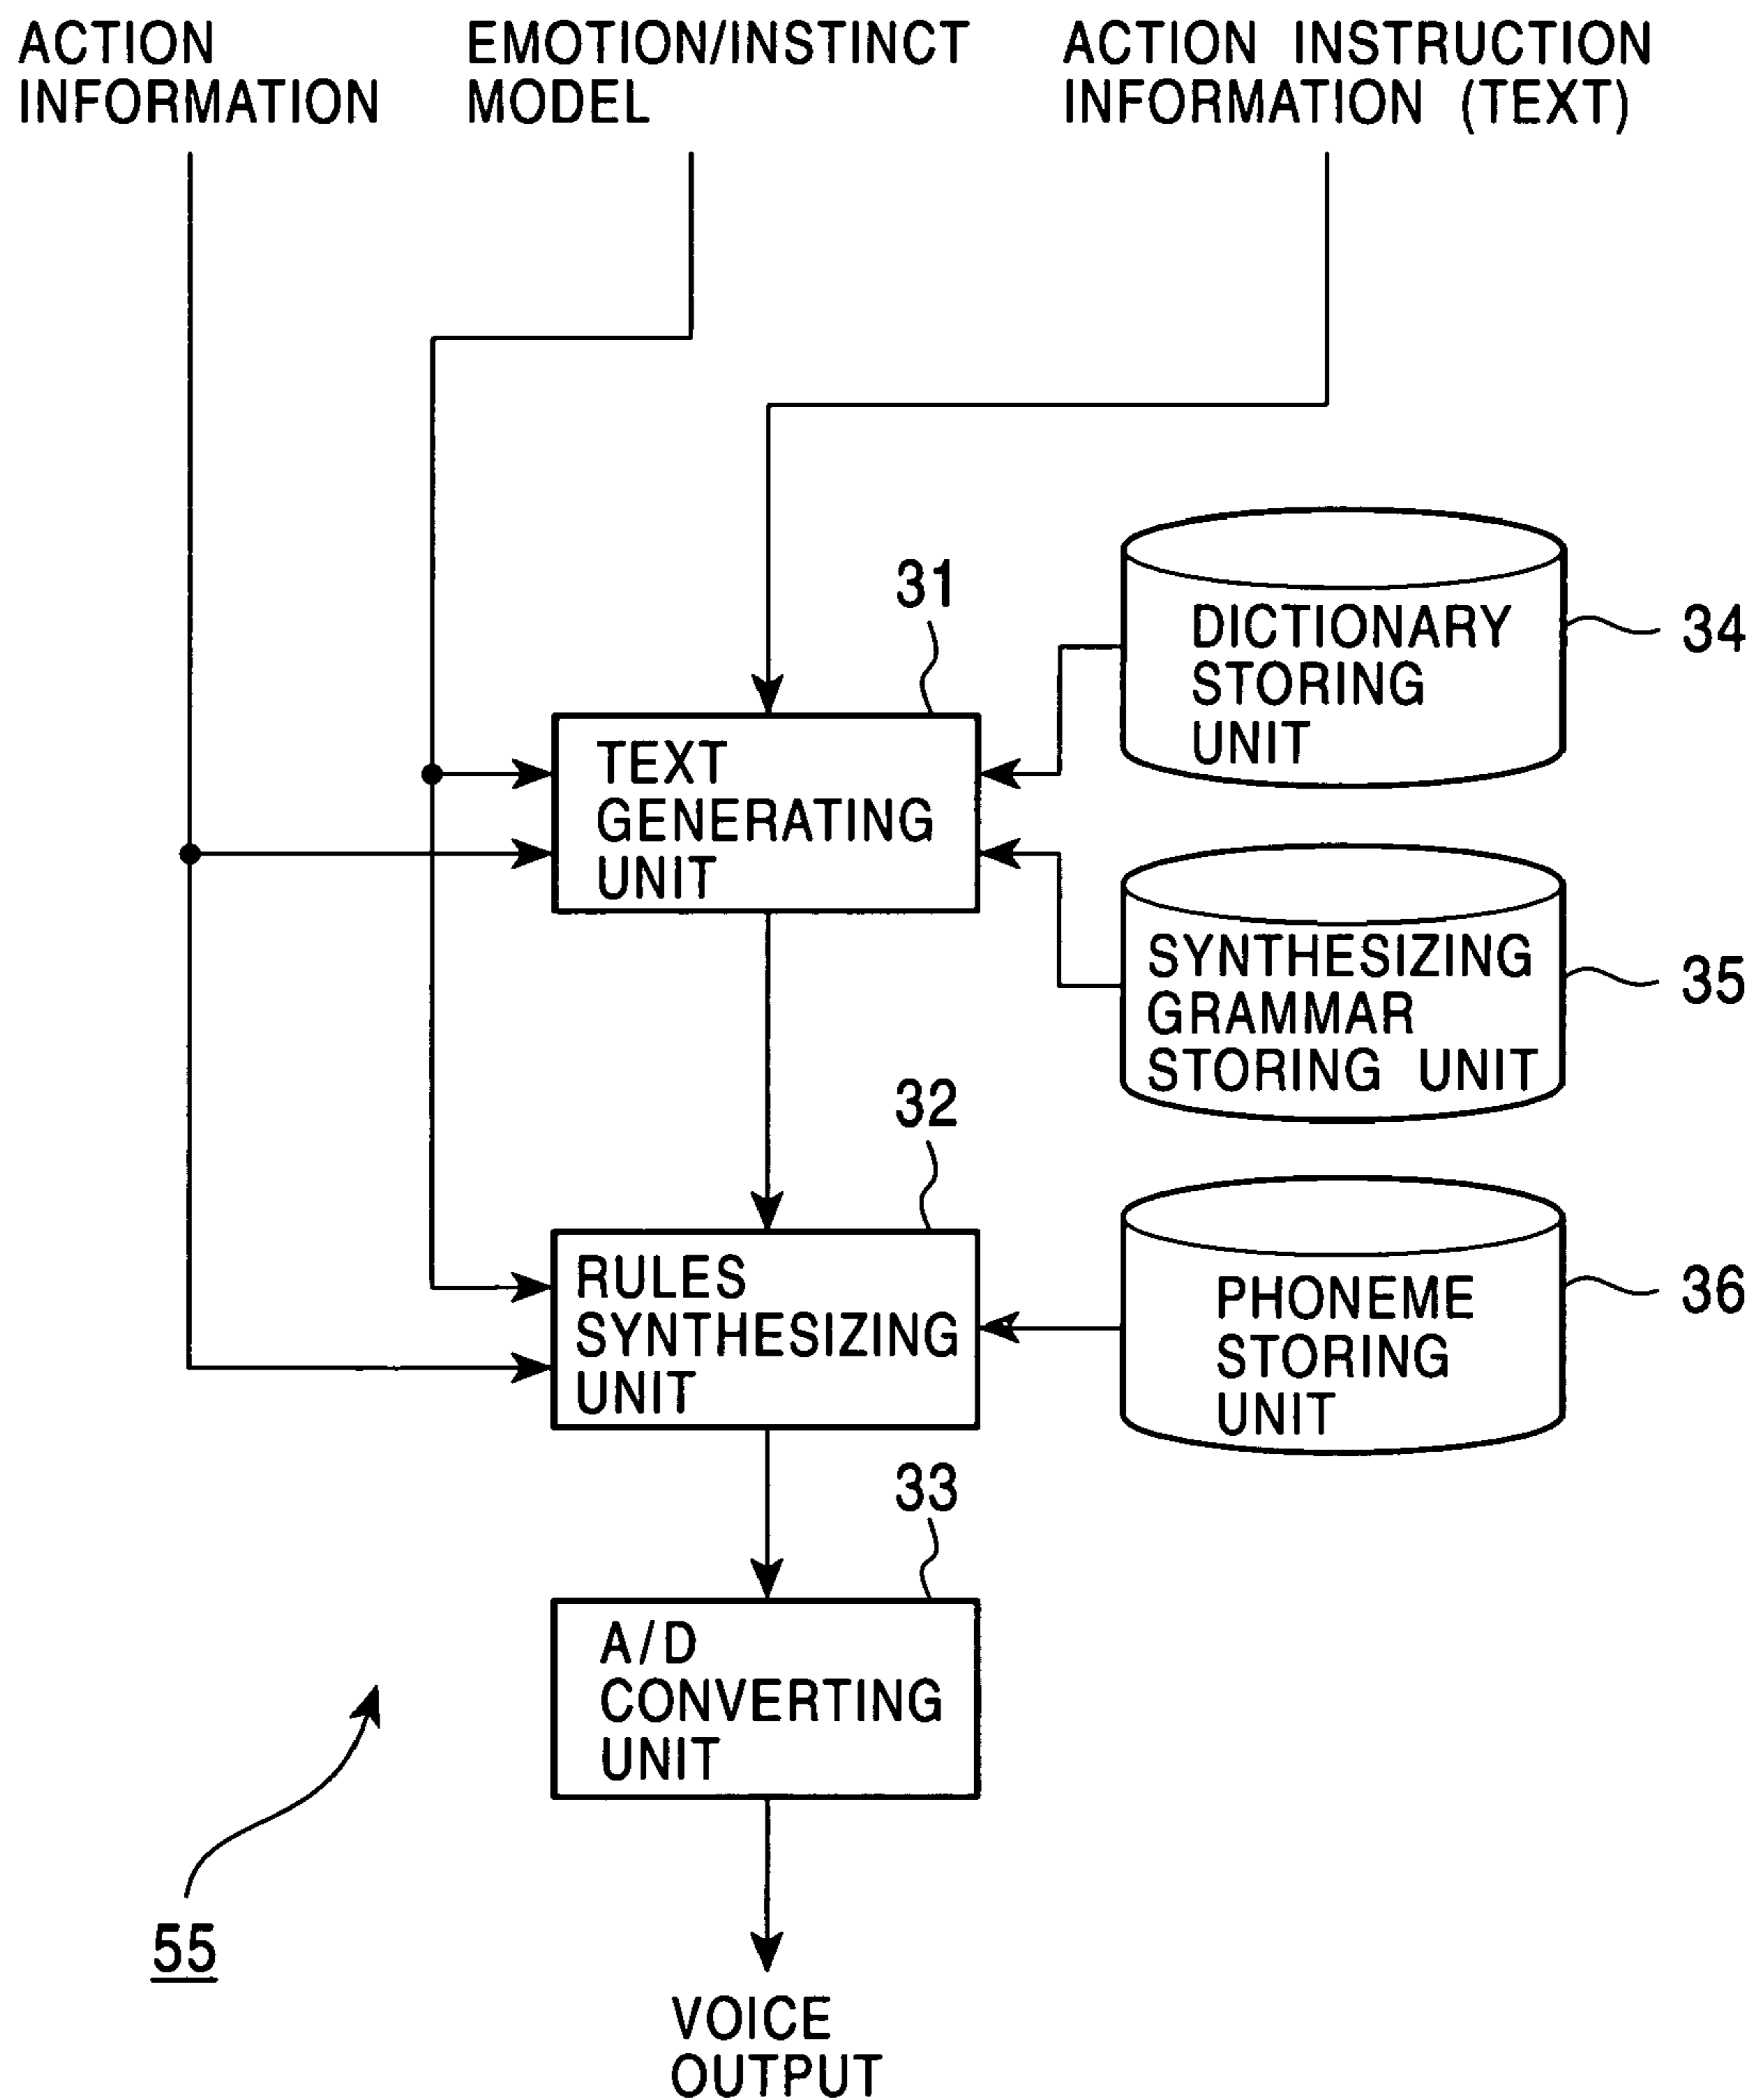 ACTION INFORMATION
EMOTION/INSTINCT MODEL
ACTION INSTRUCTION INFORMATION (TEXT)
31
TEXT
GENERATING
UNIT
DICTIONARY
STORING
UNIT
34
SYNTHESIZING
GRAMMAR
STORING UNIT
35
32
RULES
SYNTHESIZING
UNIT
PHONEME
STORING
UNIT
36
33
A/D
CONVERTING
UNIT
55
VOICE
OUTPUT